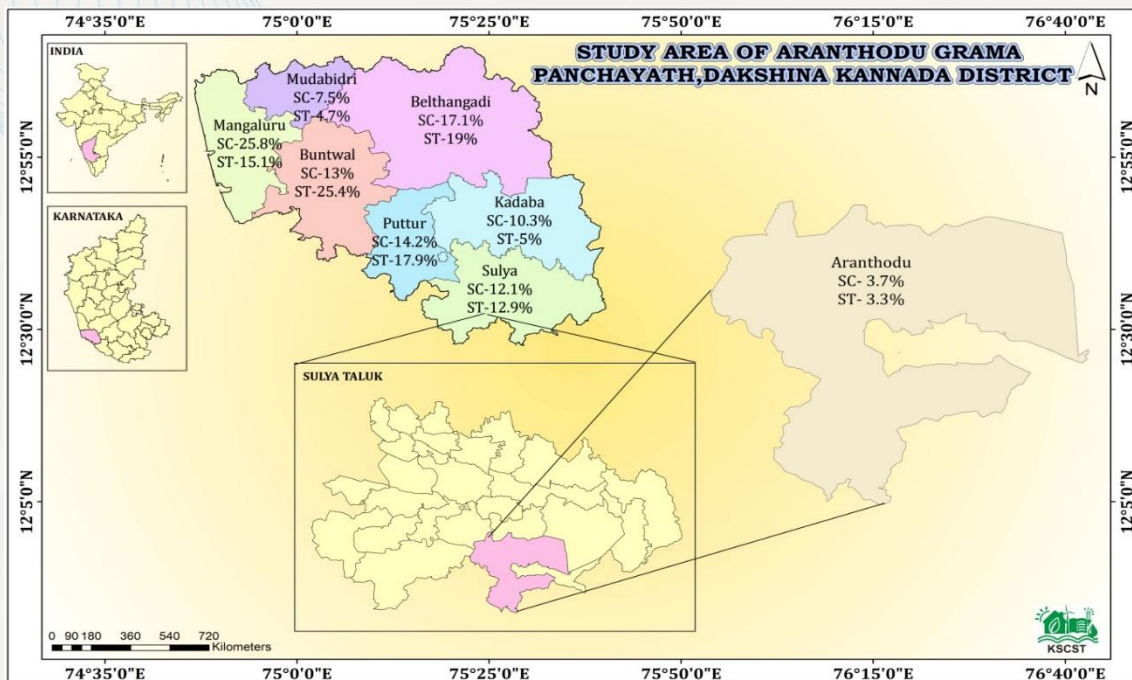 74°35'0"E 75°0'0"E 75°25'0"E 75°50'0"E 76°15'0"E 76°40'0"E
STUDY AREA OF ARANTHODU GRAMA
PANCHAYATH,DAKSHINA KANNADA DISTRICT
N
INDIA
KARNATAKA
Mudabidri
SC-7.5%
ST-4.7%
Belthangadi
SC-17.1%
ST-19%
Mangaluru
SC-25.8%
ST-15.1%
Buntwal
SC-13%
ST-25.4%
Puttur
SC-14.2%
ST-17.9%
Kadaba
SC-10.3%
ST-5%
Sulya
SC-12.1%
ST-12.9%
Aranthodu
SC- 3.7%
ST- 3.3%
SULYA TALUK
12°55'0"N
12°30'0"N
12°5'0"N
12°55'0"N
12°30'0"N
12°5'0"N
0 90 180 360 540 720
Kilometers
KSCST
74°35'0"E 75°0'0"E 75°25'0"E 75°50'0"E 76°15'0"E 76°40'0"E